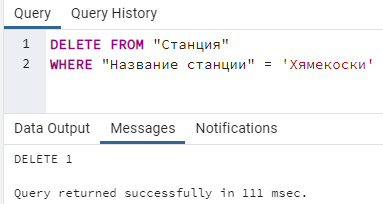 Query Query History
1 DELETE FROM "Станция"
2 WHERE "Название станции" = 'Хямекоски'
Data Output Messages Notifications
DELETE 1
Query returned successfully in 111 msec.